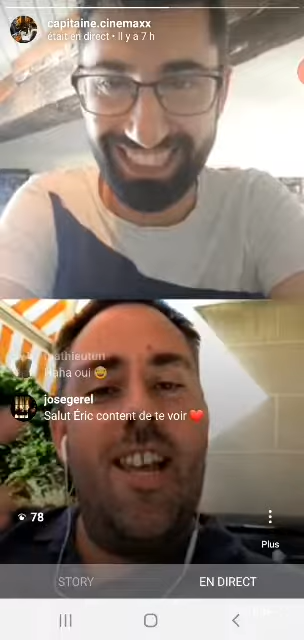 capitaine.cinemaxx
était en direct • Il y a 7 h
mathieutun
Haha oui 😅
josegerel
Salut Éric content de te voir ❤️
78
Plus
STORY
EN DIRECT